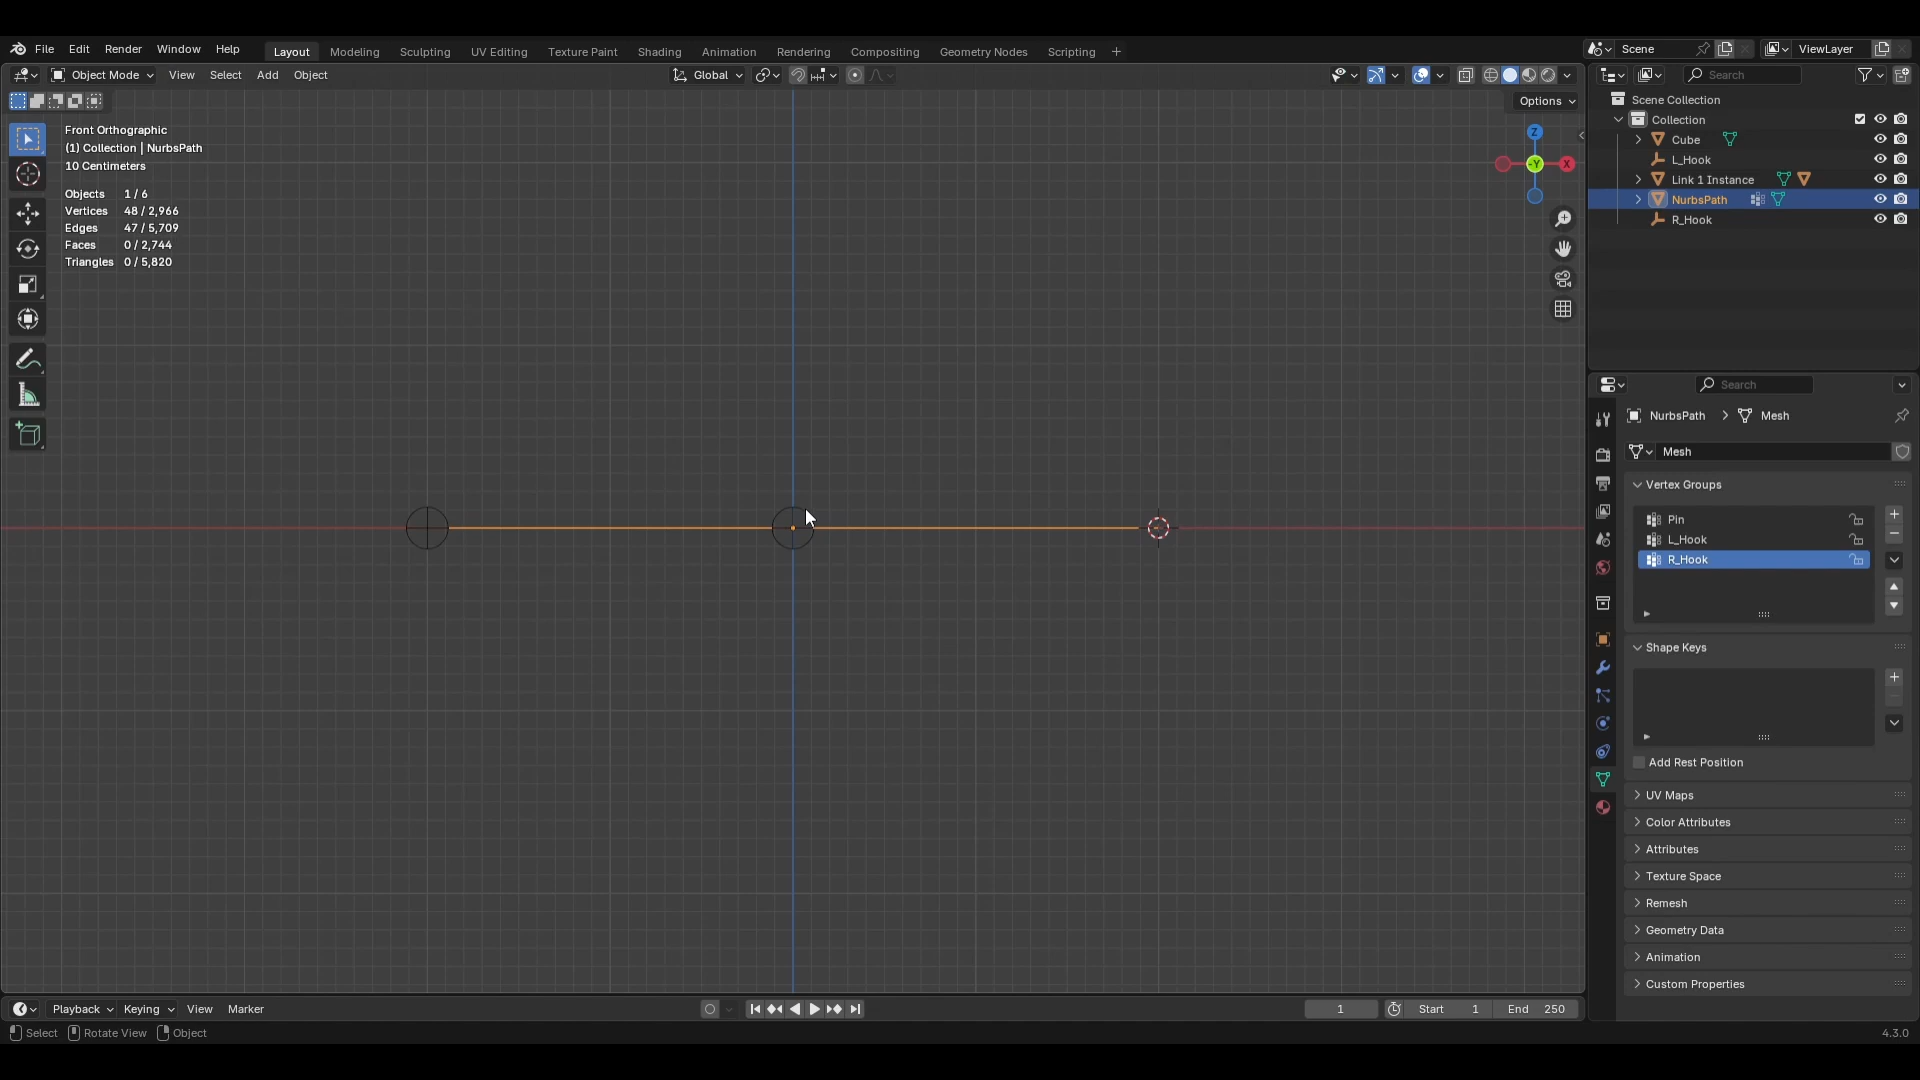 File Edit Render Window Help Layout Modeling Sculpting UV Editing Texture Paint Shading Animation Rendering Compositing Geometry Nodes Scripting + Scene ViewLayer
Object Mode View Select Add Object Global Search
Options
Front Orthographic
(1) Collection | NurbsPath
10 Centimeters
Objects 1 / 6
Vertices 48 / 2,966
Edges 47 / 5,709
Faces 0 / 2,744
Triangles 0 / 5,820
Z
-Y X
Scene Collection
Collection
Cube
L_Hook
Link 1 Instance
NurbsPath
R_Hook
Search
NurbsPath > Mesh
Mesh
Vertex Groups
Pin
L_Hook
R_Hook
Shape Keys
Add Rest Position
UV Maps
Color Attributes
Attributes
Texture Space
Remesh
Geometry Data
Animation
Custom Properties
Playback Keying View Marker 1 Start 1 End 250
Select Rotate View Object 4.3.0